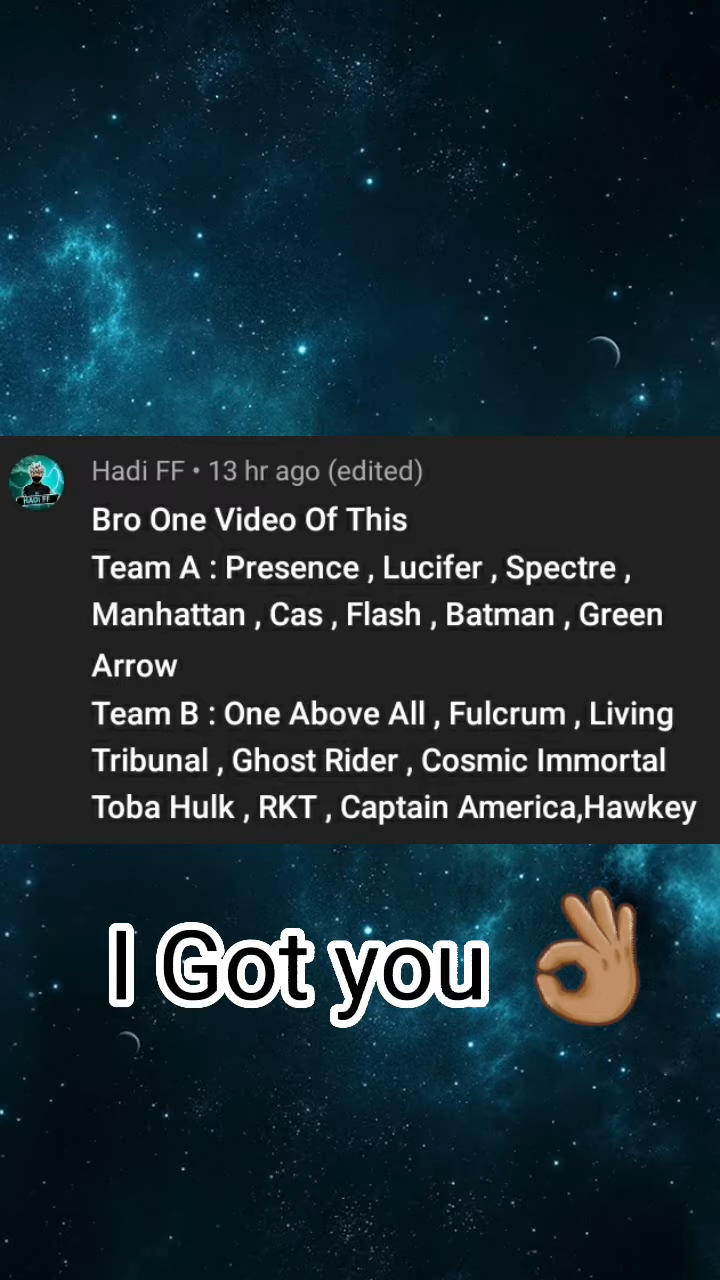 Hadi FF • 13 hr ago (edited)
Bro One Video Of This
Team A : Presence , Lucifer , Spectre ,
Manhattan , Cas , Flash , Batman , Green
Arrow
Team B : One Above All , Fulcrum , Living
Tribunal , Ghost Rider , Cosmic Immortal
Toba Hulk , RKT , Captain America,Hawkey
HADI FF
I Got you 👌🏽